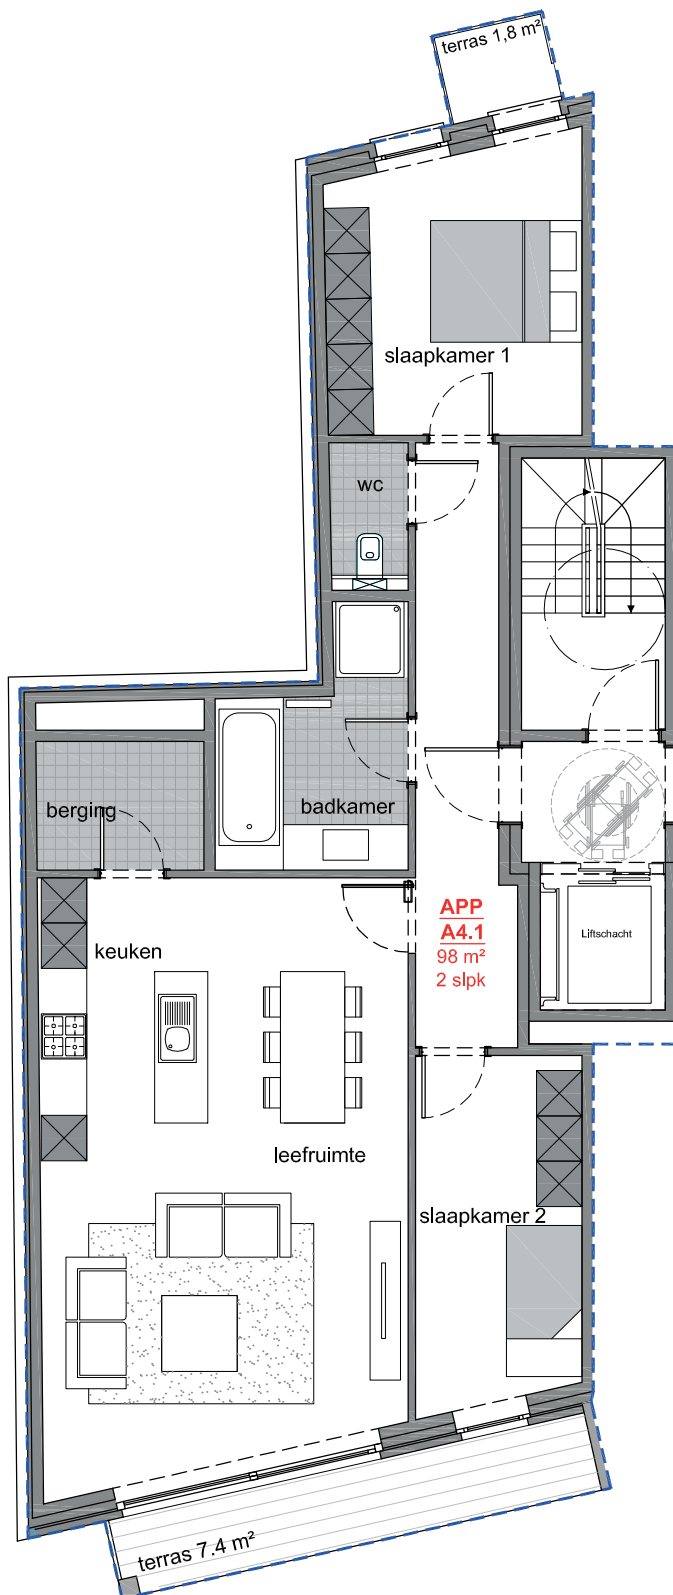 terras 1,8 m²
slaapkamer 1
wc
badkamer
berging
APP
A4.1
98 m²
2 slpk
Liftschacht
keuken
leefruimte
slaapkamer 2
terras 7.4 m²